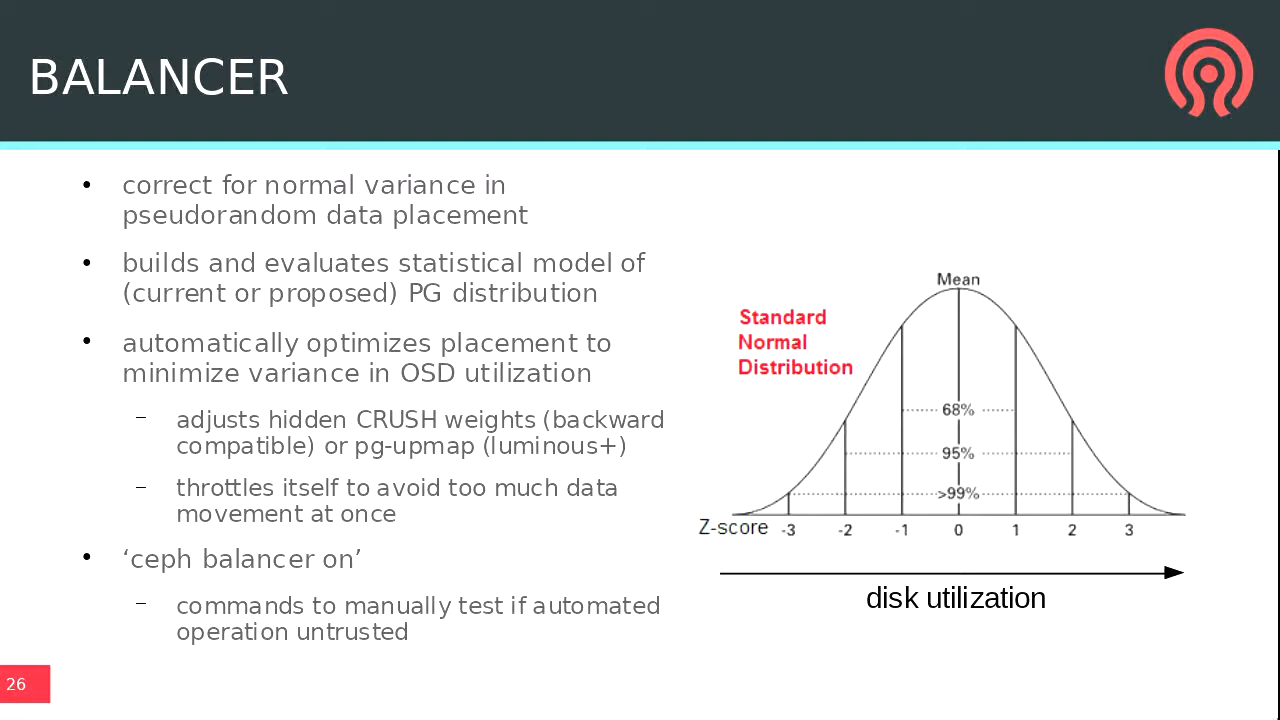 BALANCER
• correct for normal variance in
pseudorandom data placement
• builds and evaluates statistical model of
(current or proposed) PG distribution
• automatically optimizes placement to
minimize variance in OSD utilization
– adjusts hidden CRUSH weights (backward
compatible) or pg-upmap (luminous+)
– throttles itself to avoid too much data
movement at once
• ‘ceph balancer on’
– commands to manually test if automated
operation untrusted
Mean
Standard
Normal
Distribution
68%
95%
>99%
Z-score -3 -2 -1 0 1 2 3
disk utilization
26